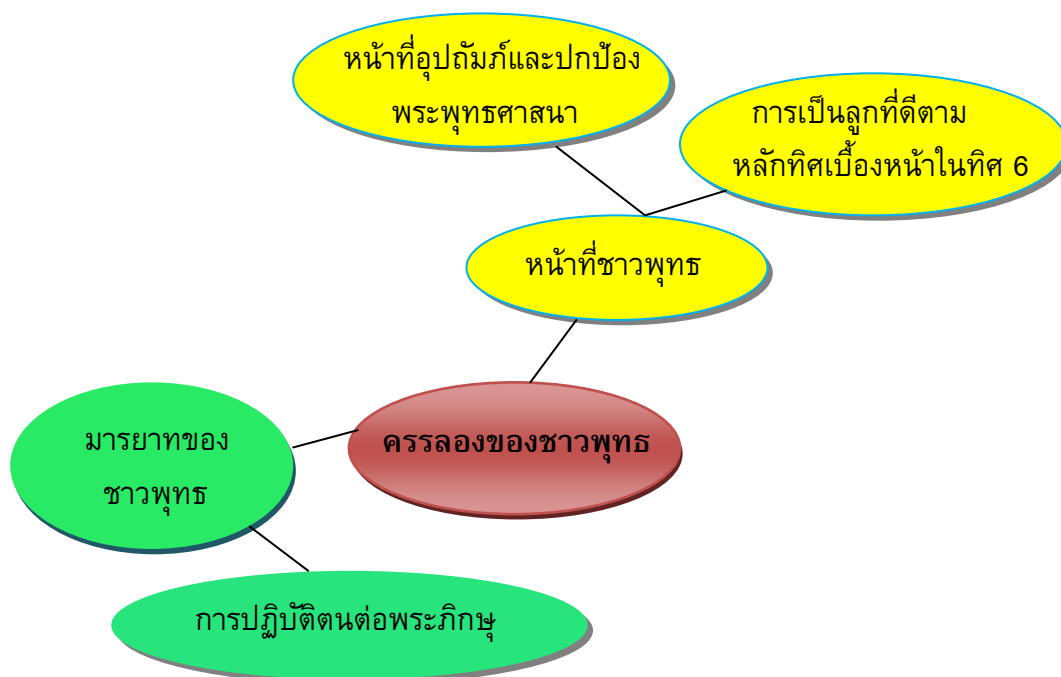 หน้าที่อุปถัมภ์และปกป้อง
พระพุทธศาสนา
การเป็นลูกที่ดีตาม
หลักทิศเบื้องหน้าในทิศ 6
หน้าที่ชาวพุทธ
ครรลองของชาวพุทธ
มารยาทของ
ชาวพุทธ
การปฏิบัติตนต่อพระภิกษุ